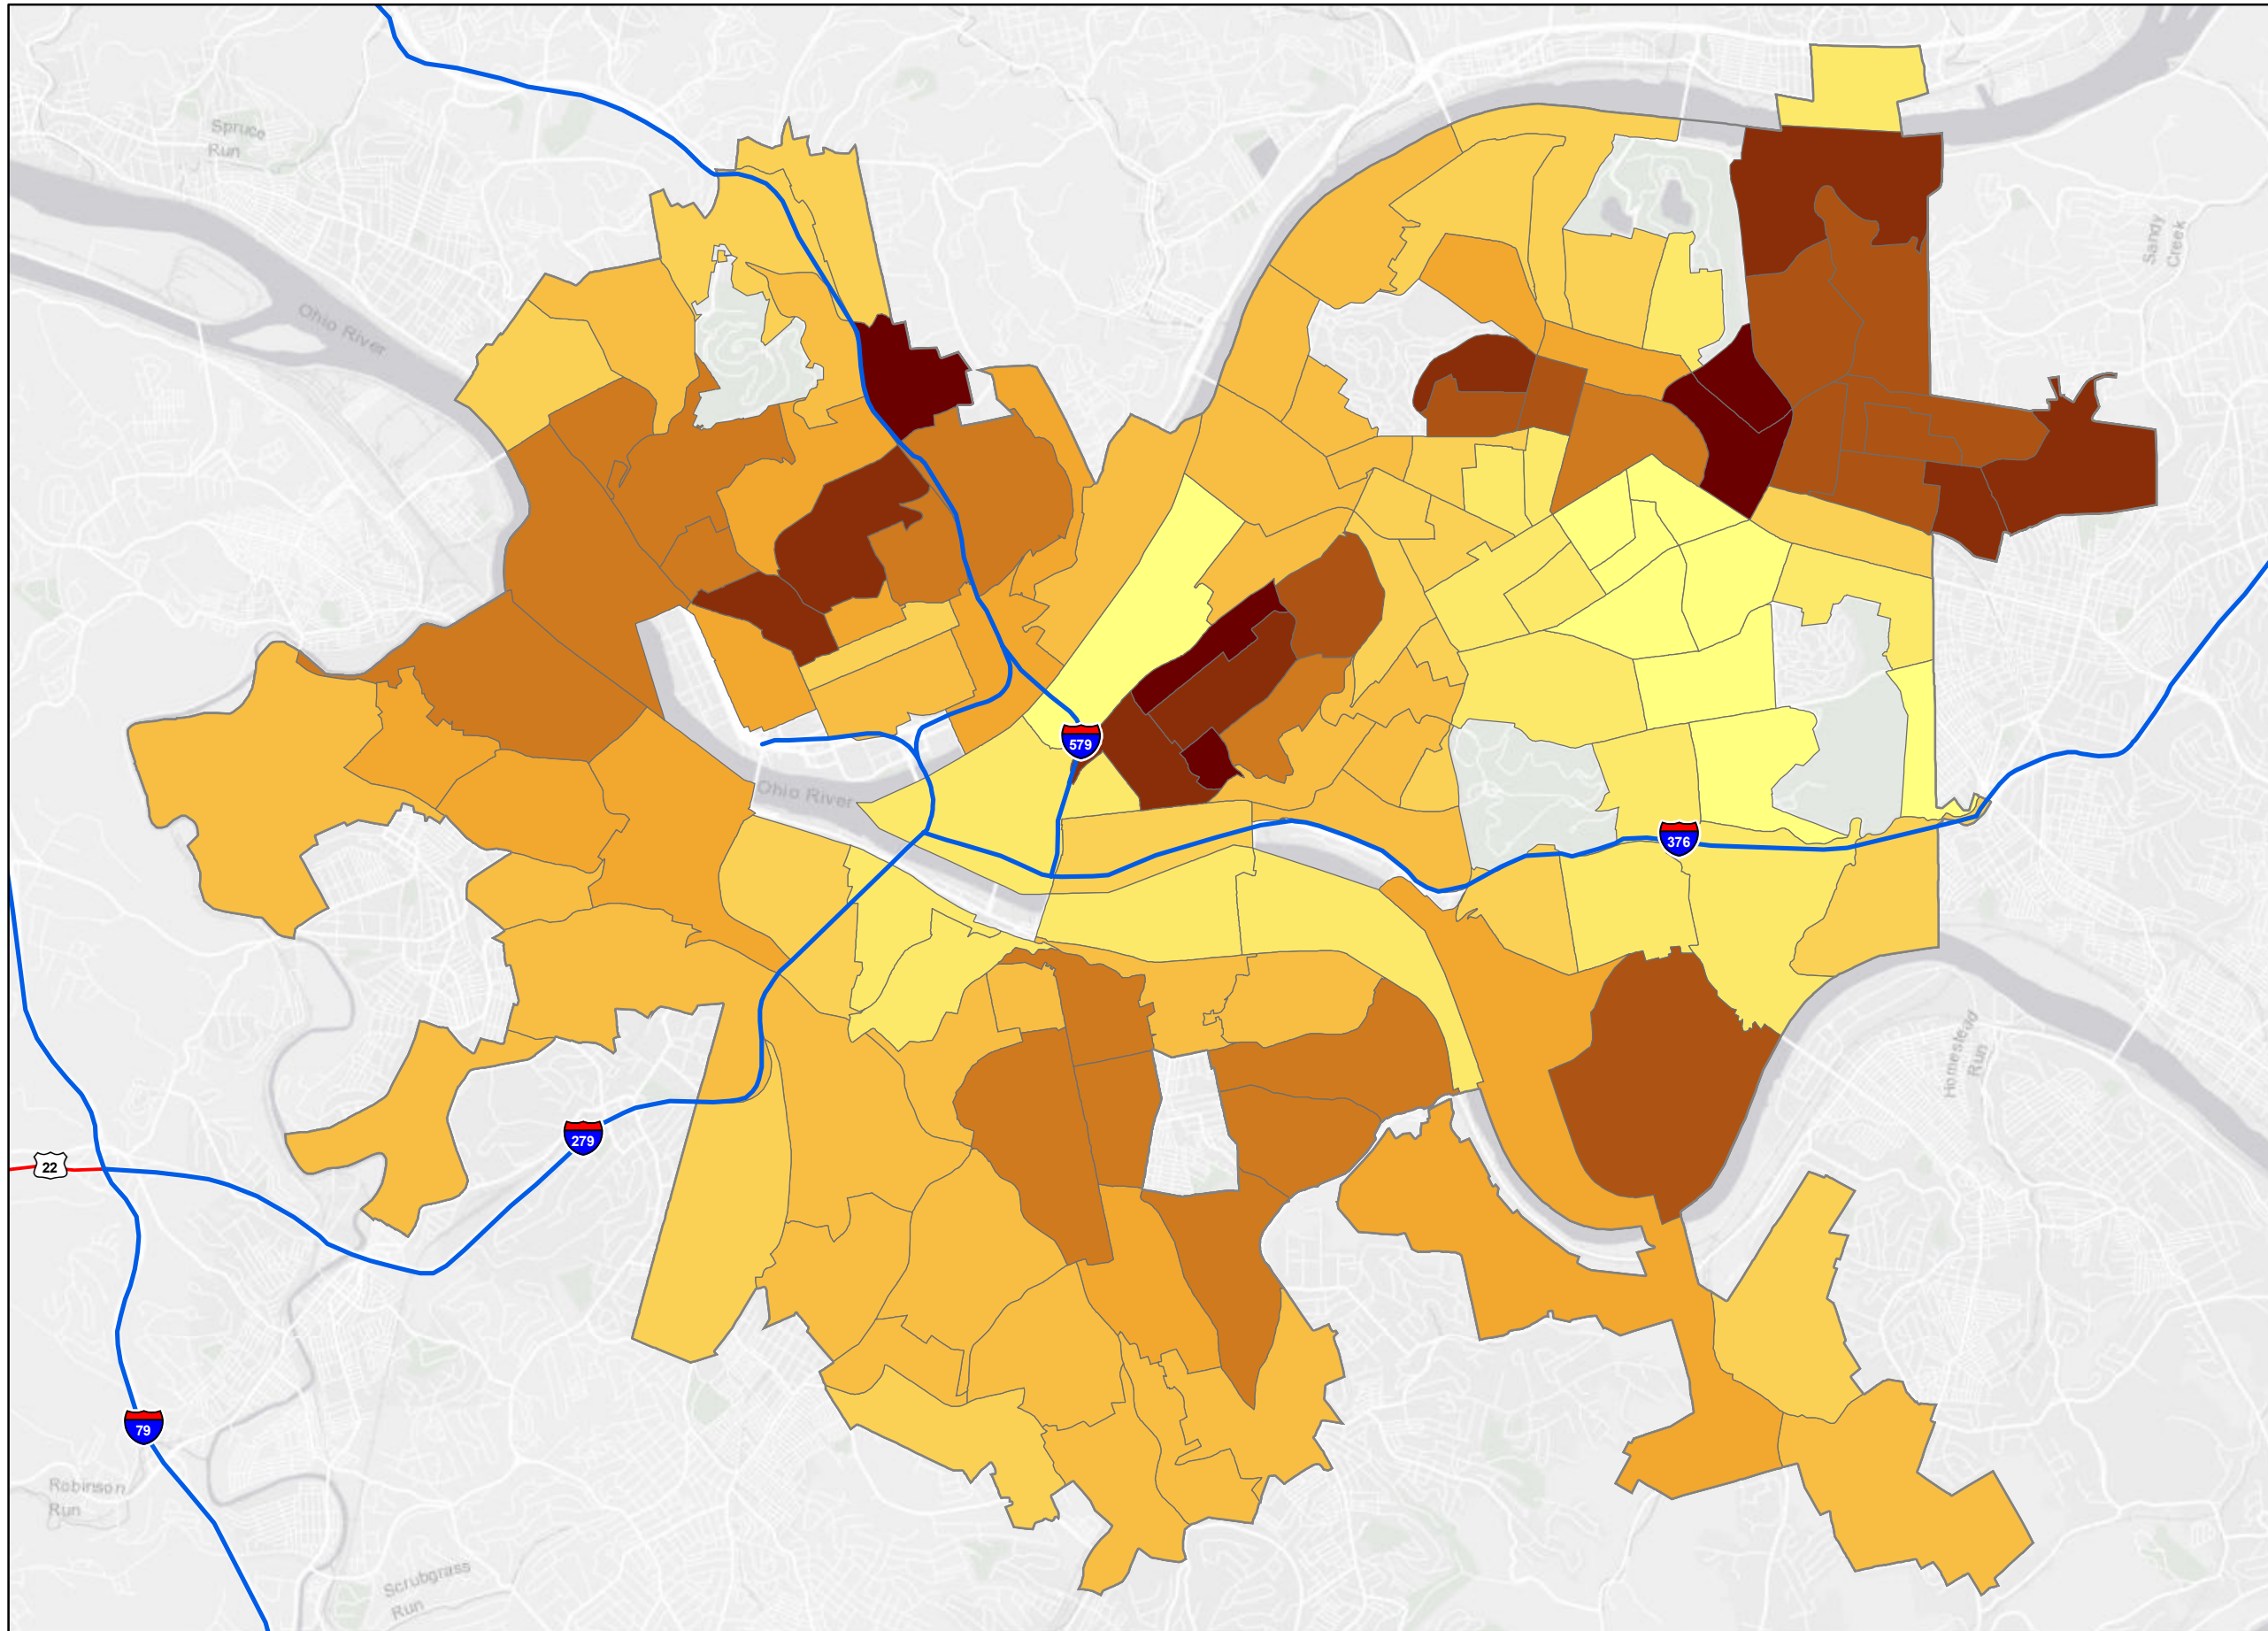 Spruce
Run
Sandy
Creek
Ohio River
579
Ohio River
376
Homestead
Run
279
22
79
Robinson
Run
Scrubgrass
Run